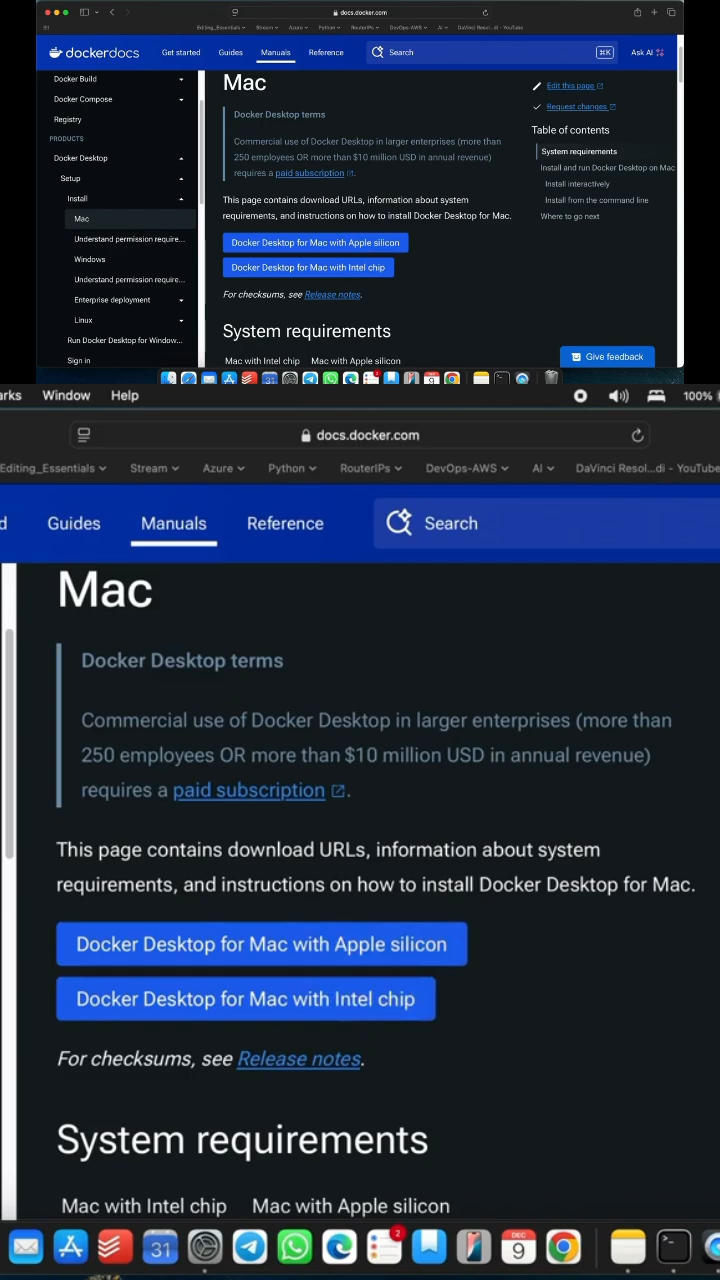 docs.docker.com
Editing_Essentials Stream Azure Python RouterIPs DevOps-AWS AI DaVinci Resol...di - YouTube
dockerdocs Get started Guides Manuals Reference Search ⌘K Ask AI
Docker Build
Docker Compose
Registry
PRODUCTS
Docker Desktop
Setup
Install
Mac
Understand permission require...
Windows
Understand permission require...
Enterprise deployment
Linux
Run Docker Desktop for Window...
Sign in
Mac
Docker Desktop terms
Commercial use of Docker Desktop in larger enterprises (more than
250 employees OR more than $10 million USD in annual revenue)
requires a paid subscription.
This page contains download URLs, information about system
requirements, and instructions on how to install Docker Desktop for Mac.
Docker Desktop for Mac with Apple silicon
Docker Desktop for Mac with Intel chip
For checksums, see Release notes.
System requirements
Mac with Intel chip Mac with Apple silicon
Edit this page
Request changes
Table of contents
System requirements
Install and run Docker Desktop on Mac
Install interactively
Install from the command line
Where to go next
Give feedback
arks Window Help 100%
docs.docker.com
Editing_Essentials Stream Azure Python RouterIPs DevOps-AWS AI DaVinci Resol...di - YouTube
d Guides Manuals Reference Search
Mac
Docker Desktop terms
Commercial use of Docker Desktop in larger enterprises (more than
250 employees OR more than $10 million USD in annual revenue)
requires a paid subscription.
This page contains download URLs, information about system
requirements, and instructions on how to install Docker Desktop for Mac.
Docker Desktop for Mac with Apple silicon
Docker Desktop for Mac with Intel chip
For checksums, see Release notes.
System requirements
Mac with Intel chip Mac with Apple silicon
31 2 DEC 9